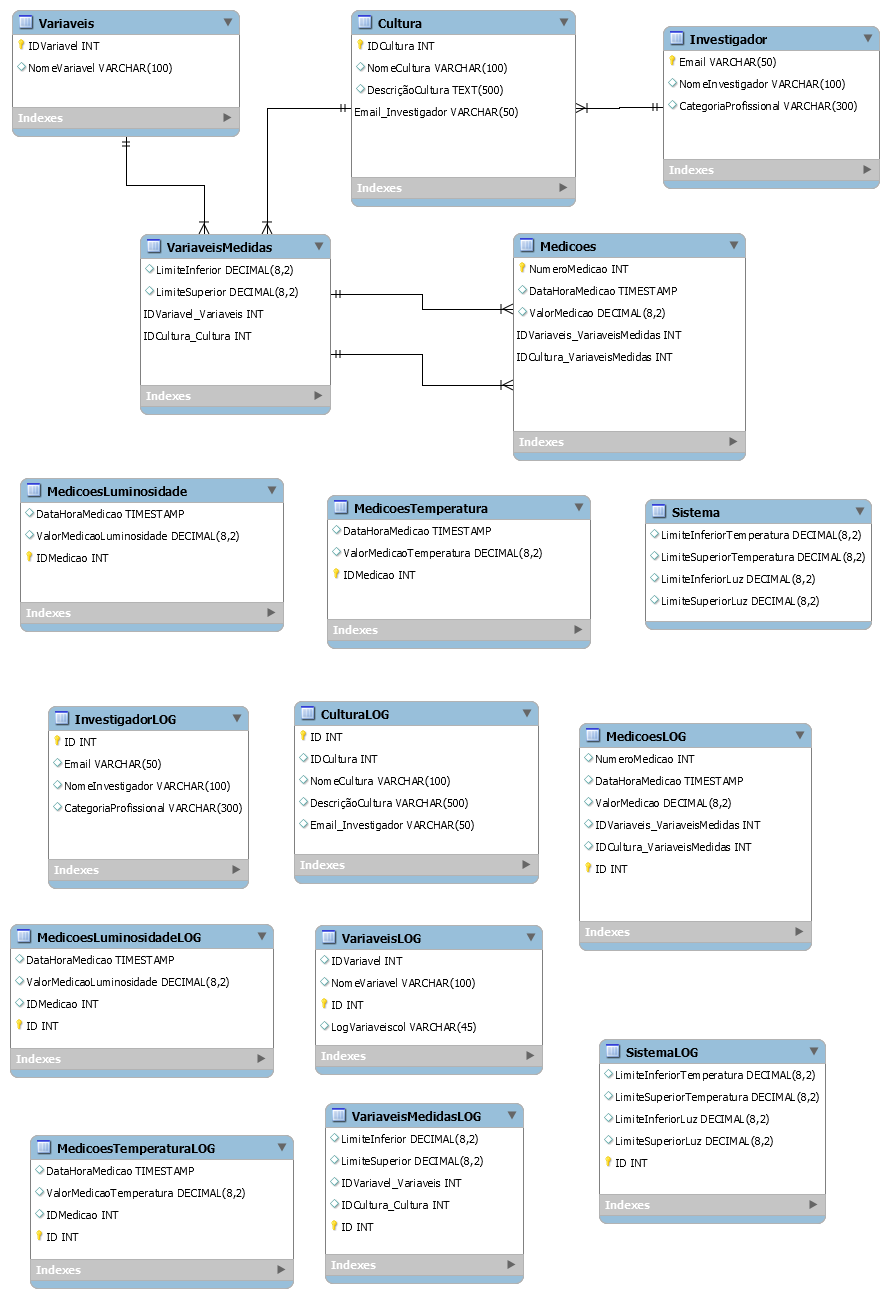 Variaveis
IDVariavel INT
NomeVariavel VARCHAR(100)
Indexes
Cultura
IDCultura INT
NomeCultura VARCHAR(100)
DescriçãoCultura TEXT(500)
Email_Investigador VARCHAR(50)
Indexes
Investigador
Email VARCHAR(50)
NomeInvestigador VARCHAR(100)
CategoriaProfissional VARCHAR(300)
Indexes
VariaveisMedidas
LimiteInferior DECIMAL(8,2)
LimiteSuperior DECIMAL(8,2)
IDVariavel_Variaveis INT
IDCultura_Cultura INT
Indexes
Medicoes
NumeroMedicao INT
DataHoraMedicao TIMESTAMP
ValorMedicao DECIMAL(8,2)
IDVariaveis_VariaveisMedidas INT
IDCultura_VariaveisMedidas INT
Indexes
MedicoesLuminosidade
DataHoraMedicao TIMESTAMP
ValorMedicaoLuminosidade DECIMAL(8,2)
IDMedicao INT
Indexes
MedicoesTemperatura
DataHoraMedicao TIMESTAMP
ValorMedicaoTemperatura DECIMAL(8,2)
IDMedicao INT
Indexes
Sistema
LimiteInferiorTemperatura DECIMAL(8,2)
LimiteSuperiorTemperatura DECIMAL(8,2)
LimiteInferiorLuz DECIMAL(8,2)
LimiteSuperiorLuz DECIMAL(8,2)
InvestigadorLOG
ID INT
Email VARCHAR(50)
NomeInvestigador VARCHAR(100)
CategoriaProfissional VARCHAR(300)
Indexes
CulturaLOG
ID INT
IDCultura INT
NomeCultura VARCHAR(100)
DescriçãoCultura VARCHAR(500)
Email_Investigador VARCHAR(50)
Indexes
MedicoesLOG
NumeroMedicao INT
DataHoraMedicao TIMESTAMP
ValorMedicao DECIMAL(8,2)
IDVariaveis_VariaveisMedidas INT
IDCultura_VariaveisMedidas INT
ID INT
Indexes
MedicoesLuminosidadeLOG
DataHoraMedicao TIMESTAMP
ValorMedicaoLuminosidade DECIMAL(8,2)
IDMedicao INT
ID INT
Indexes
VariaveisLOG
IDVariavel INT
NomeVariavel VARCHAR(100)
ID INT
LogVariaveiscol VARCHAR(45)
Indexes
SistemaLOG
LimiteInferiorTemperatura DECIMAL(8,2)
LimiteSuperiorTemperatura DECIMAL(8,2)
LimiteInferiorLuz DECIMAL(8,2)
LimiteSuperiorLuz DECIMAL(8,2)
ID INT
Indexes
MedicoesTemperaturaLOG
DataHoraMedicao TIMESTAMP
ValorMedicaoTemperatura DECIMAL(8,2)
IDMedicao INT
ID INT
Indexes
VariaveisMedidasLOG
LimiteInferior DECIMAL(8,2)
LimiteSuperior DECIMAL(8,2)
IDVariavel_Variaveis INT
IDCultura_Cultura INT
ID INT
Indexes